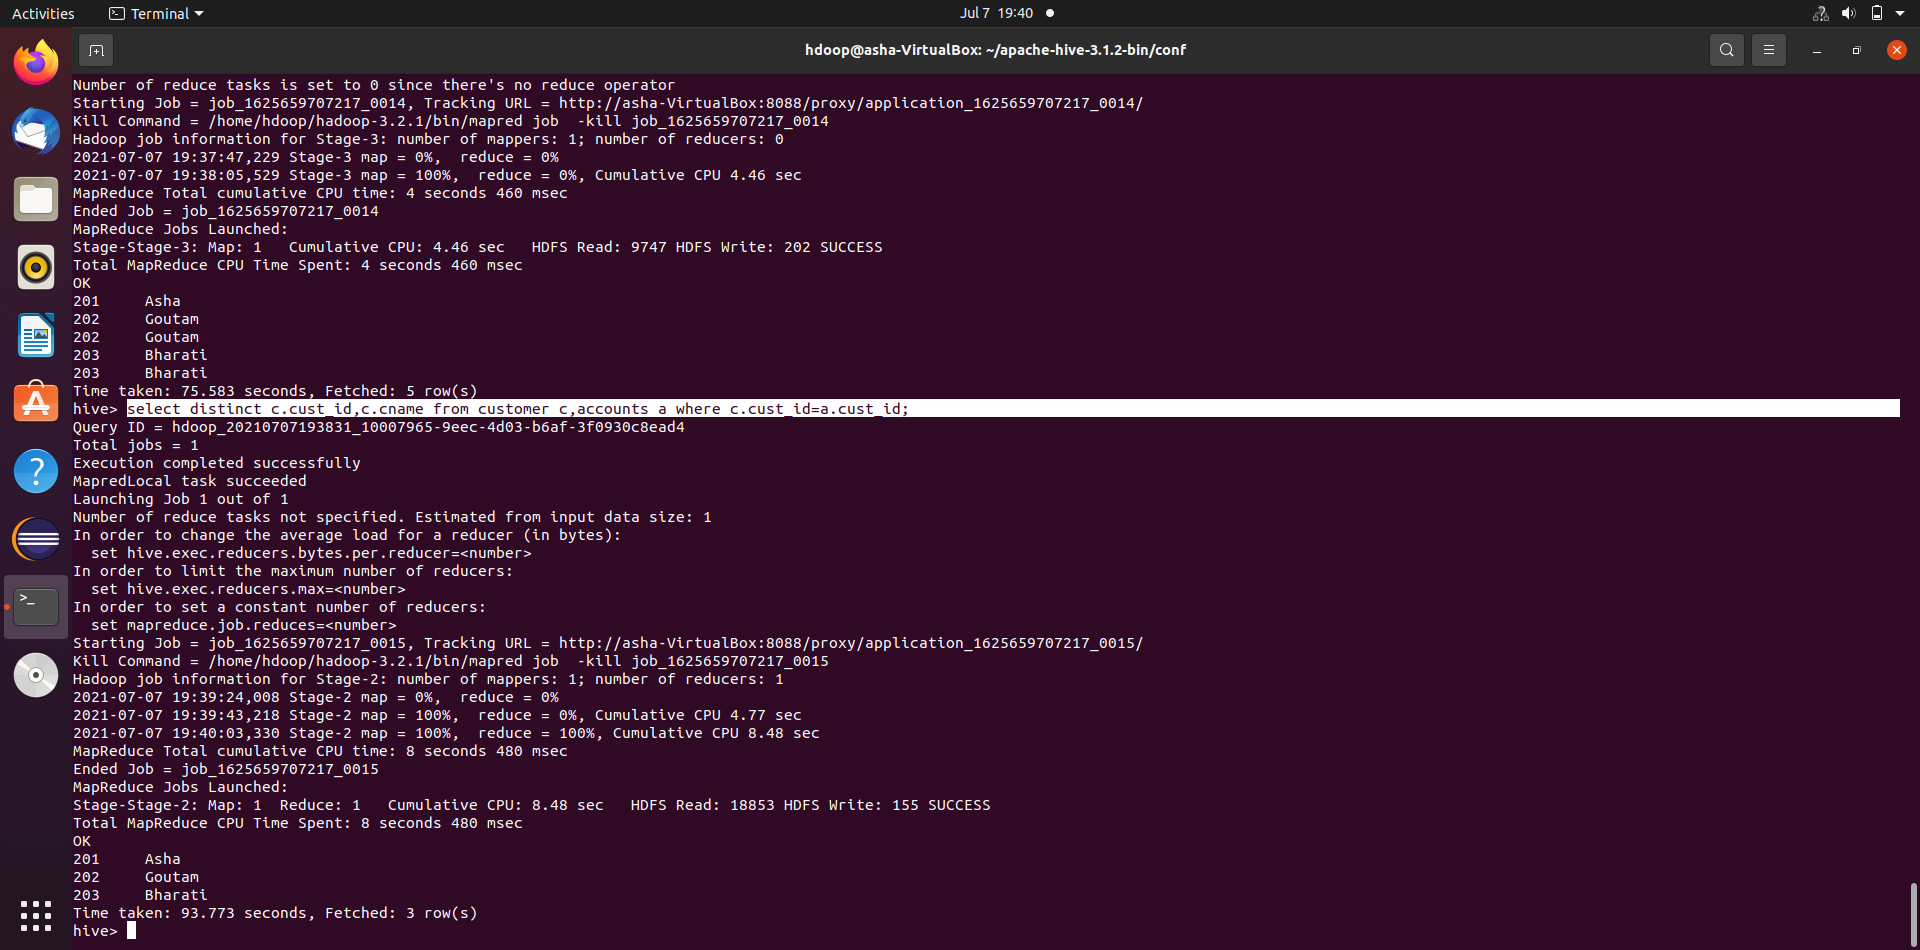 Activities
Terminal
Jul 7 19:40
hdoop@asha-VirtualBox: ~/apache-hive-3.1.2-bin/conf
Number of reduce tasks is set to 0 since there's no reduce operator
Starting Job = job_1625659707217_0014, Tracking URL = http://asha-VirtualBox:8088/proxy/application_1625659707217_0014/
Kill Command = /home/hdoop/hadoop-3.2.1/bin/mapred job  -kill job_1625659707217_0014
Hadoop job information for Stage-3: number of mappers: 1; number of reducers: 0
2021-07-07 19:37:47,229 Stage-3 map = 0%,  reduce = 0%
2021-07-07 19:38:05,529 Stage-3 map = 100%,  reduce = 0%, Cumulative CPU 4.46 sec
MapReduce Total cumulative CPU time: 4 seconds 460 msec
Ended Job = job_1625659707217_0014
MapReduce Jobs Launched:
Stage-Stage-3: Map: 1   Cumulative CPU: 4.46 sec   HDFS Read: 9747 HDFS Write: 202 SUCCESS
Total MapReduce CPU Time Spent: 4 seconds 460 msec
OK
201     Asha
202     Goutam
202     Goutam
203     Bharati
203     Bharati
Time taken: 75.583 seconds, Fetched: 5 row(s)
hive> select distinct c.cust_id,c.cname from customer c,accounts a where c.cust_id=a.cust_id;
Query ID = hdoop_20210707193831_10007965-9eec-4d03-b6af-3f0930c8ead4
Total jobs = 1
Execution completed successfully
MapredLocal task succeeded
Launching Job 1 out of 1
Number of reduce tasks not specified. Estimated from input data size: 1
In order to change the average load for a reducer (in bytes):
  set hive.exec.reducers.bytes.per.reducer=<number>
In order to limit the maximum number of reducers:
  set hive.exec.reducers.max=<number>
In order to set a constant number of reducers:
  set mapreduce.job.reduces=<number>
Starting Job = job_1625659707217_0015, Tracking URL = http://asha-VirtualBox:8088/proxy/application_1625659707217_0015/
Kill Command = /home/hdoop/hadoop-3.2.1/bin/mapred job  -kill job_1625659707217_0015
Hadoop job information for Stage-2: number of mappers: 1; number of reducers: 1
2021-07-07 19:39:24,008 Stage-2 map = 0%,  reduce = 0%
2021-07-07 19:39:43,218 Stage-2 map = 100%,  reduce = 0%, Cumulative CPU 4.77 sec
2021-07-07 19:40:03,330 Stage-2 map = 100%,  reduce = 100%, Cumulative CPU 8.48 sec
MapReduce Total cumulative CPU time: 8 seconds 480 msec
Ended Job = job_1625659707217_0015
MapReduce Jobs Launched:
Stage-Stage-2: Map: 1  Reduce: 1   Cumulative CPU: 8.48 sec   HDFS Read: 18853 HDFS Write: 155 SUCCESS
Total MapReduce CPU Time Spent: 8 seconds 480 msec
OK
201     Asha
202     Goutam
203     Bharati
Time taken: 93.773 seconds, Fetched: 3 row(s)
hive>